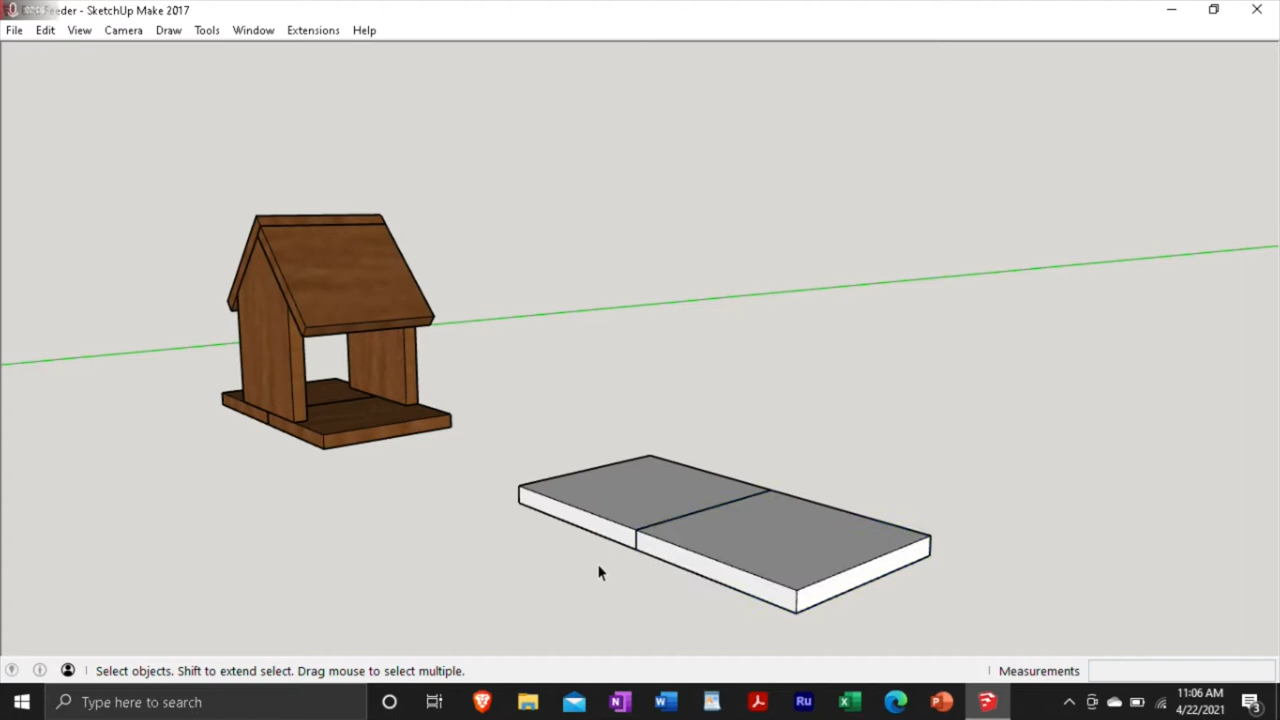 eder - SketchUp Make 2017
File Edit View Camera Draw Tools Window Extensions Help
Select objects. Shift to extend select. Drag mouse to select multiple.
Measurements
Type here to search
N
W
Ru
X
P
11:06 AM
4/22/2021
3